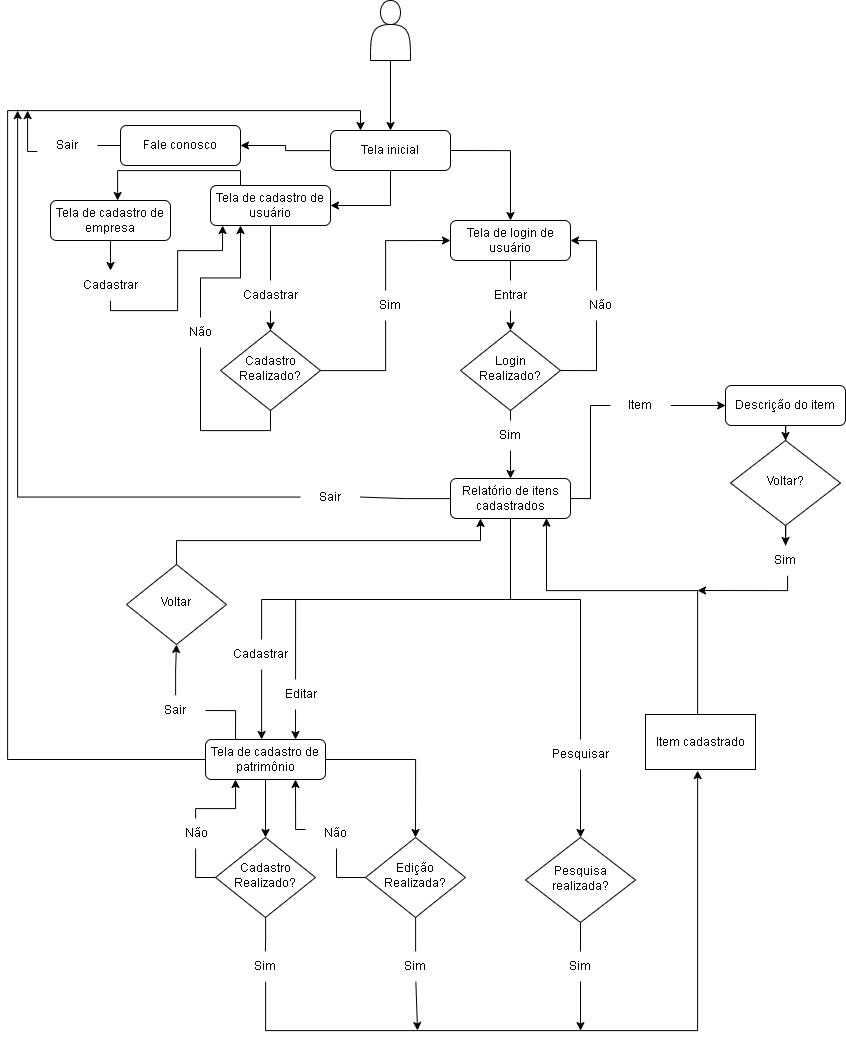 Sair
Fale conosco
Tela inicial
Tela de cadastro de
empresa
Tela de cadastro de
usuário
Tela de login de
usuário
Cadastrar
Cadastrar
Entrar
Sim
Não
Não
Cadastro
Realizado?
Login
Realizado?
Item
Descrição do item
Sim
Voltar?
Sair
Relatório de itens
cadastrados
Sim
Voltar
Cadastrar
Editar
Sair
Tela de cadastro de
patrimônio
Pesquisar
Item cadastrado
Não
Não
Cadastro
Realizado?
Edição
Realizada?
Pesquisa
realizada?
Sim
Sim
Sim